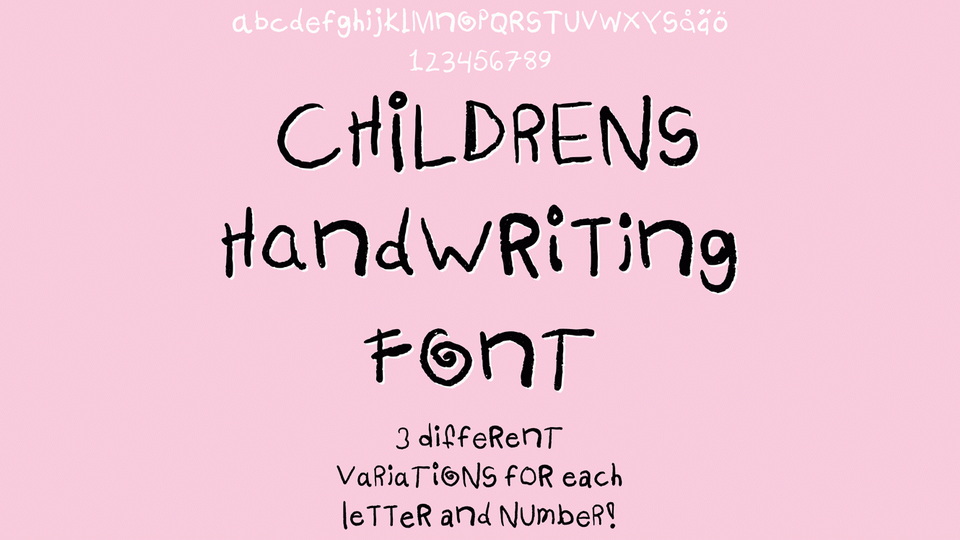 abcdefghijklMnopQRSTUVWXYSåäö
123456789
CHiLDRENS
HandWRiTing
FonT
3 diffeRenT
VaRiaTiONS foR each
leTTeR and NUmbeR!